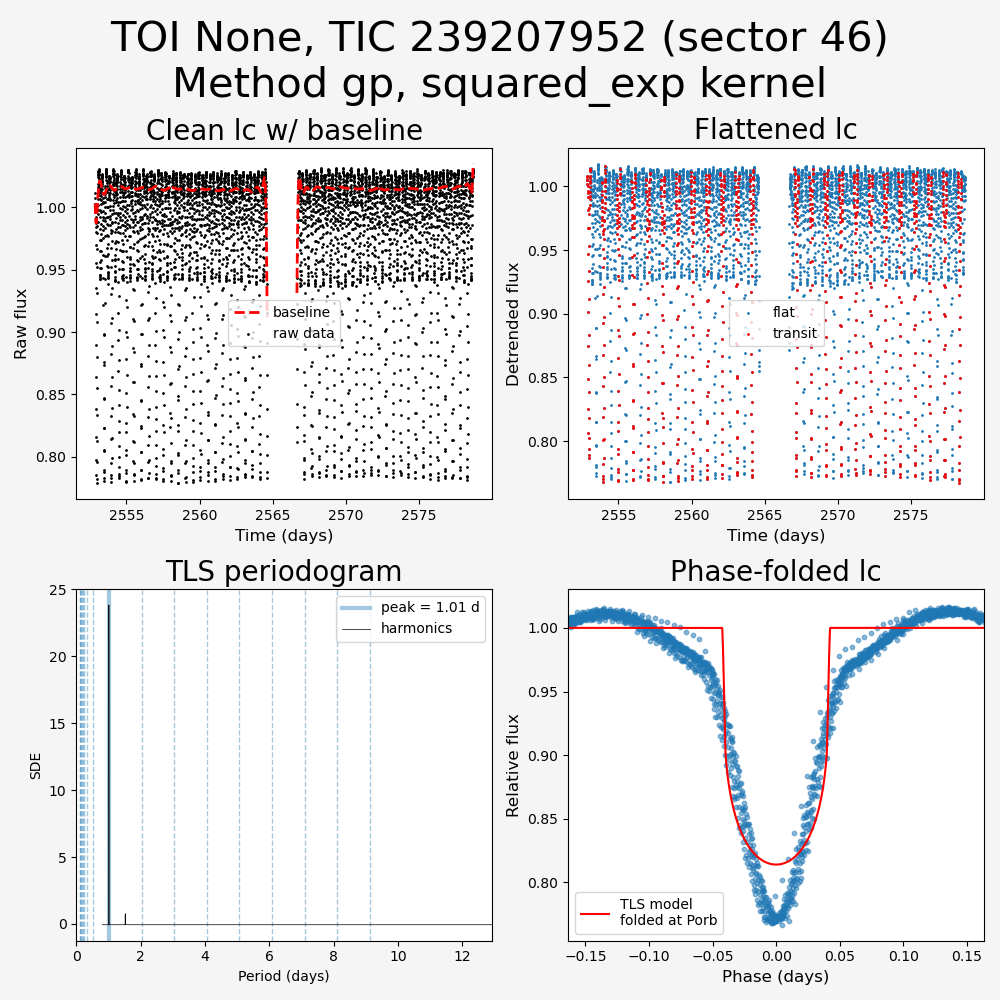 TOI None, TIC 239207952 (sector 46)
Method gp, squared_exp kernel
Clean lc w/ baseline
Raw flux
1.00
0.95
0.90
0.85
0.80
baseline
raw data
2555
2560
2565
2570
2575
Time (days)
Flattened lc
Detrended flux
1.00
0.95
0.90
0.85
0.80
flat
transit
2555
2560
2565
2570
2575
Time (days)
TLS periodogram
SDE
25
20
15
10
5
0
peak = 1.01 d
harmonics
0
2
4
6
8
10
12
Period (days)
Phase-folded lc
Relative flux
1.00
0.95
0.90
0.85
0.80
TLS model
folded at Porb
−0.15
−0.10
−0.05
0.00
0.05
0.10
0.15
Phase (days)